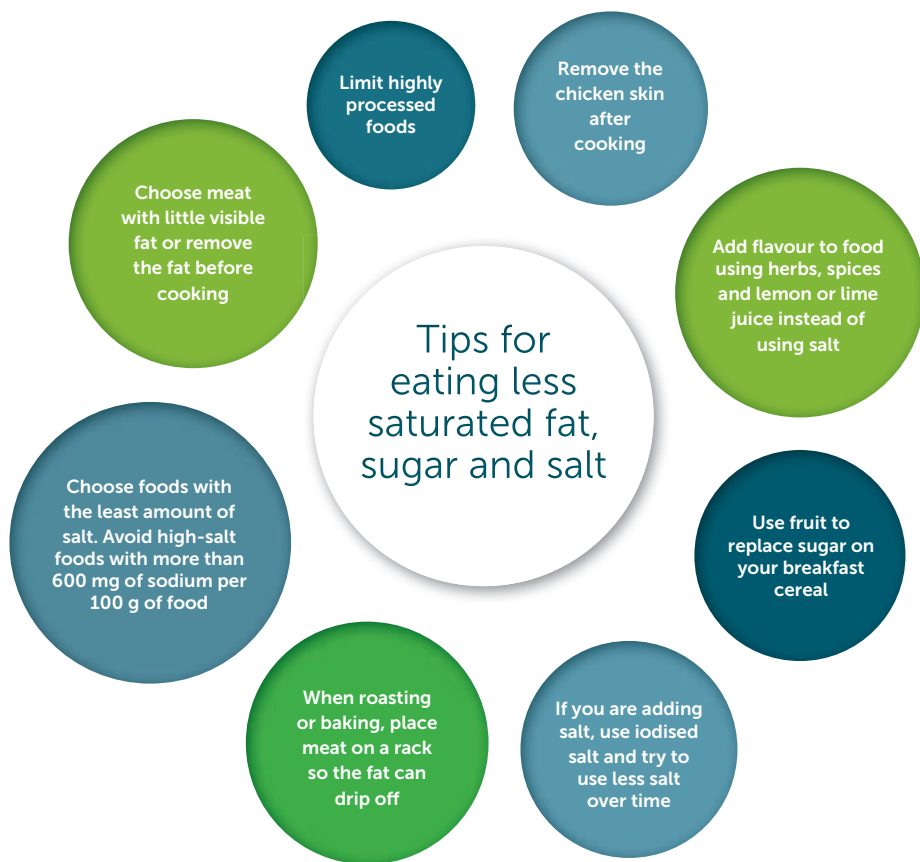 Tips for
eating less
saturated fat,
sugar and salt
Limit highly
processed
foods
Remove the
chicken skin
after
cooking
Add flavour to food
using herbs, spices
and lemon or lime
juice instead of
using salt
Use fruit to
replace sugar on
your breakfast
cereal
If you are adding
salt, use iodised
salt and try to
use less salt
over time
When roasting
or baking, place
meat on a rack
so the fat can
drip off
Choose foods with
the least amount of
salt. Avoid high-salt
foods with more than
600 mg of sodium per
100 g of food
Choose meat
with little visible
fat or remove
the fat before
cooking